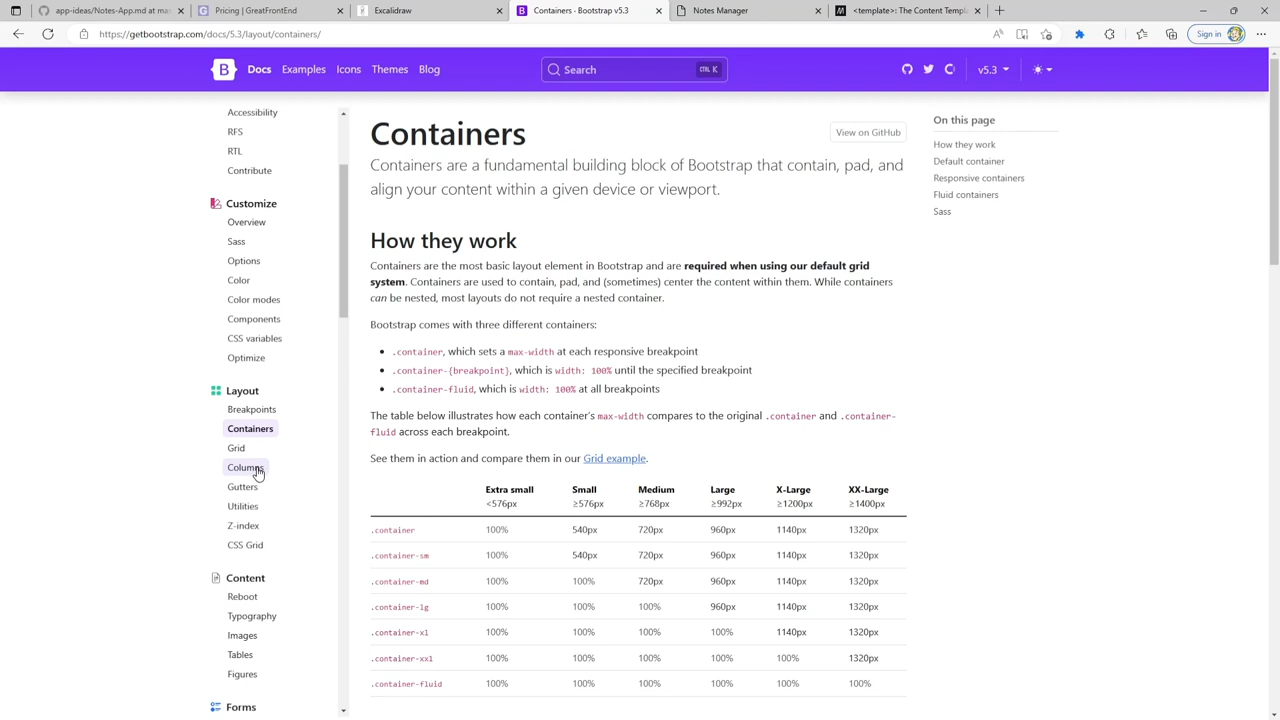 app-ideas/Notes-App.md at mas
Pricing | GreatFrontEnd
Excalidraw
Containers · Bootstrap v5.3
Notes Manager
<template>: The Content Templ
https://getbootstrap.com/docs/5.3/layout/containers/
Sign in
B
Docs
Examples
Icons
Themes
Blog
Search
CTRL K
v5.3
Accessibility
RFS
RTL
Contribute
Customize
Overview
Sass
Options
Color
Color modes
Components
CSS variables
Optimize
Layout
Breakpoints
Containers
Grid
Columns
Gutters
Utilities
Z-index
CSS Grid
Content
Reboot
Typography
Images
Tables
Figures
Forms
Containers
View on GitHub
Containers are a fundamental building block of Bootstrap that contain, pad, and
align your content within a given device or viewport.
How they work
Containers are the most basic layout element in Bootstrap and are required when using our default grid
system. Containers are used to contain, pad, and (sometimes) center the content within them. While containers
can be nested, most layouts do not require a nested container.
Bootstrap comes with three different containers:
.container, which sets a max-width at each responsive breakpoint
.container-{breakpoint}, which is width: 100% until the specified breakpoint
.container-fluid, which is width: 100% at all breakpoints
The table below illustrates how each container's max-width compares to the original .container and .container-
fluid across each breakpoint.
See them in action and compare them in our Grid example.
Extra small Small Medium Large X-Large XX-Large
<576px ≥576px ≥768px ≥992px ≥1200px ≥1400px
.container 100% 540px 720px 960px 1140px 1320px
.container-sm 100% 540px 720px 960px 1140px 1320px
.container-md 100% 100% 720px 960px 1140px 1320px
.container-lg 100% 100% 100% 960px 1140px 1320px
.container-xl 100% 100% 100% 100% 1140px 1320px
.container-xxl 100% 100% 100% 100% 100% 1320px
.container-fluid 100% 100% 100% 100% 100% 100%
On this page
How they work
Default container
Responsive containers
Fluid containers
Sass